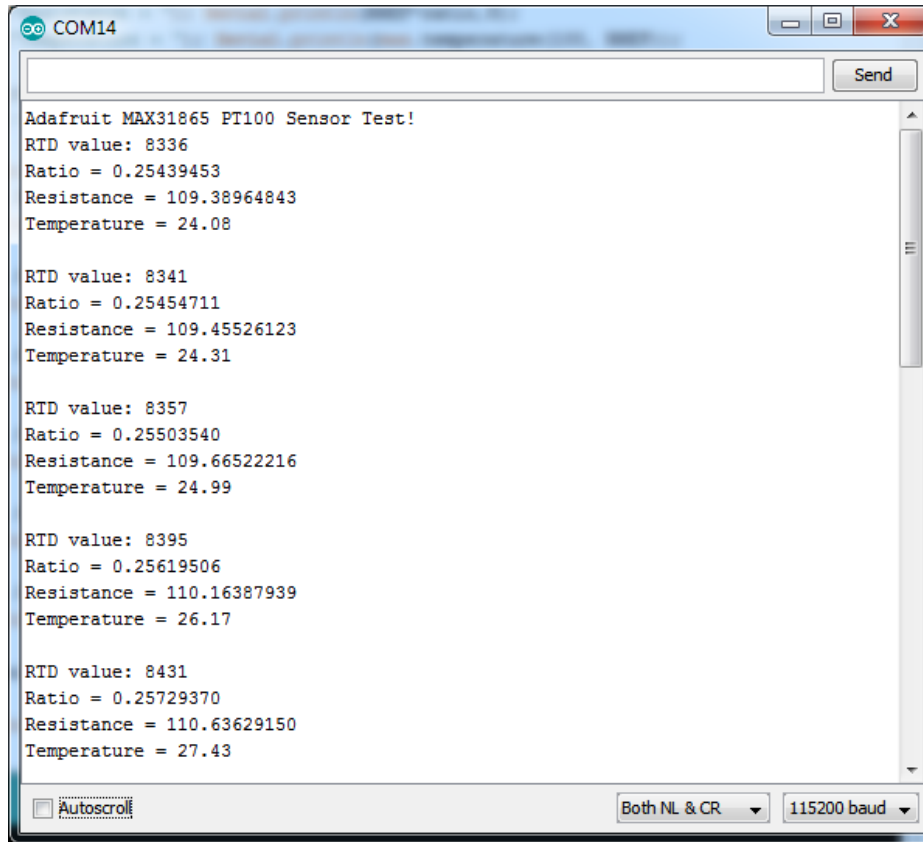 COM14
Send
Adafruit MAX31865 PT100 Sensor Test!
RTD value: 8336
Ratio = 0.25439453
Resistance = 109.38964843
Temperature = 24.08
RTD value: 8341
Ratio = 0.25454711
Resistance = 109.45526123
Temperature = 24.31
RTD value: 8357
Ratio = 0.25503540
Resistance = 109.66522216
Temperature = 24.99
RTD value: 8395
Ratio = 0.25619506
Resistance = 110.16387939
Temperature = 26.17
RTD value: 8431
Ratio = 0.25729370
Resistance = 110.63629150
Temperature = 27.43
Autoscroll Both NL & CR 115200 baud